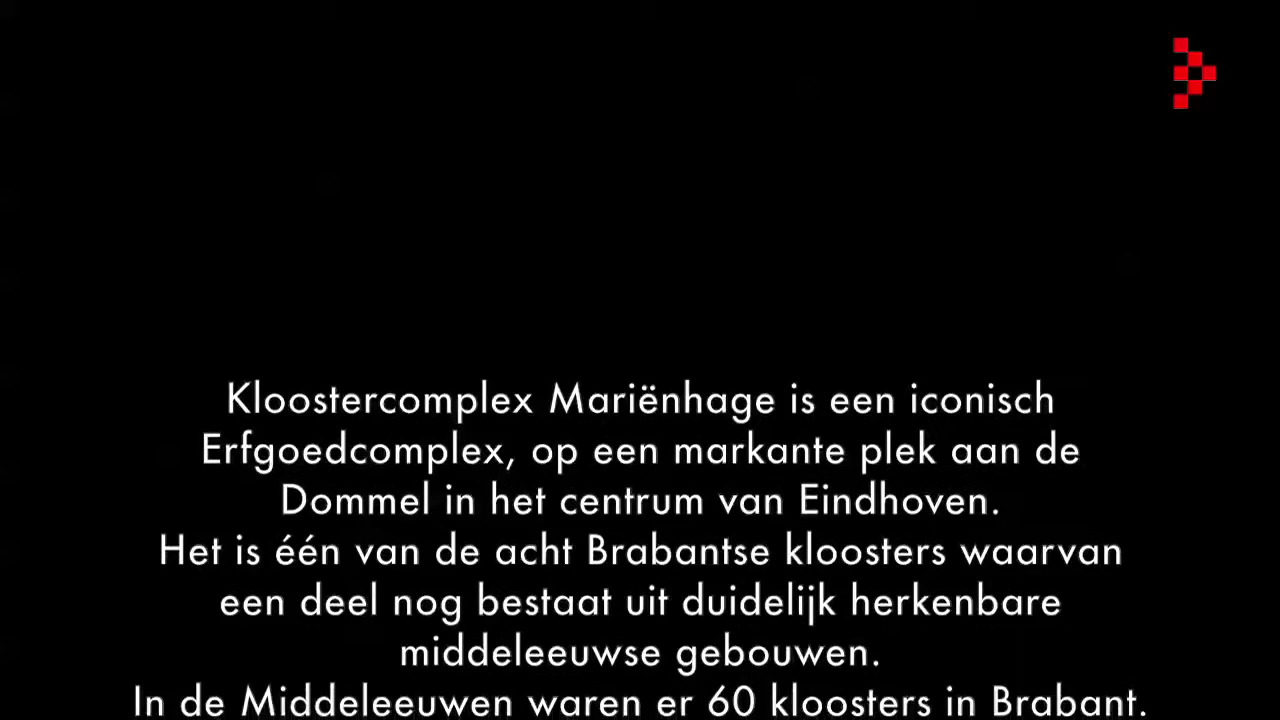 Kloostercomplex Mariënhage is een iconisch
Erfgoedcomplex, op een markante plek aan de
Dommel in het centrum van Eindhoven.
Het is één van de acht Brabantse kloosters waarvan
een deel nog bestaat uit duidelijk herkenbare
middeleeuwse gebouwen.
In de Middeleeuwen waren er 60 kloosters in Brabant.